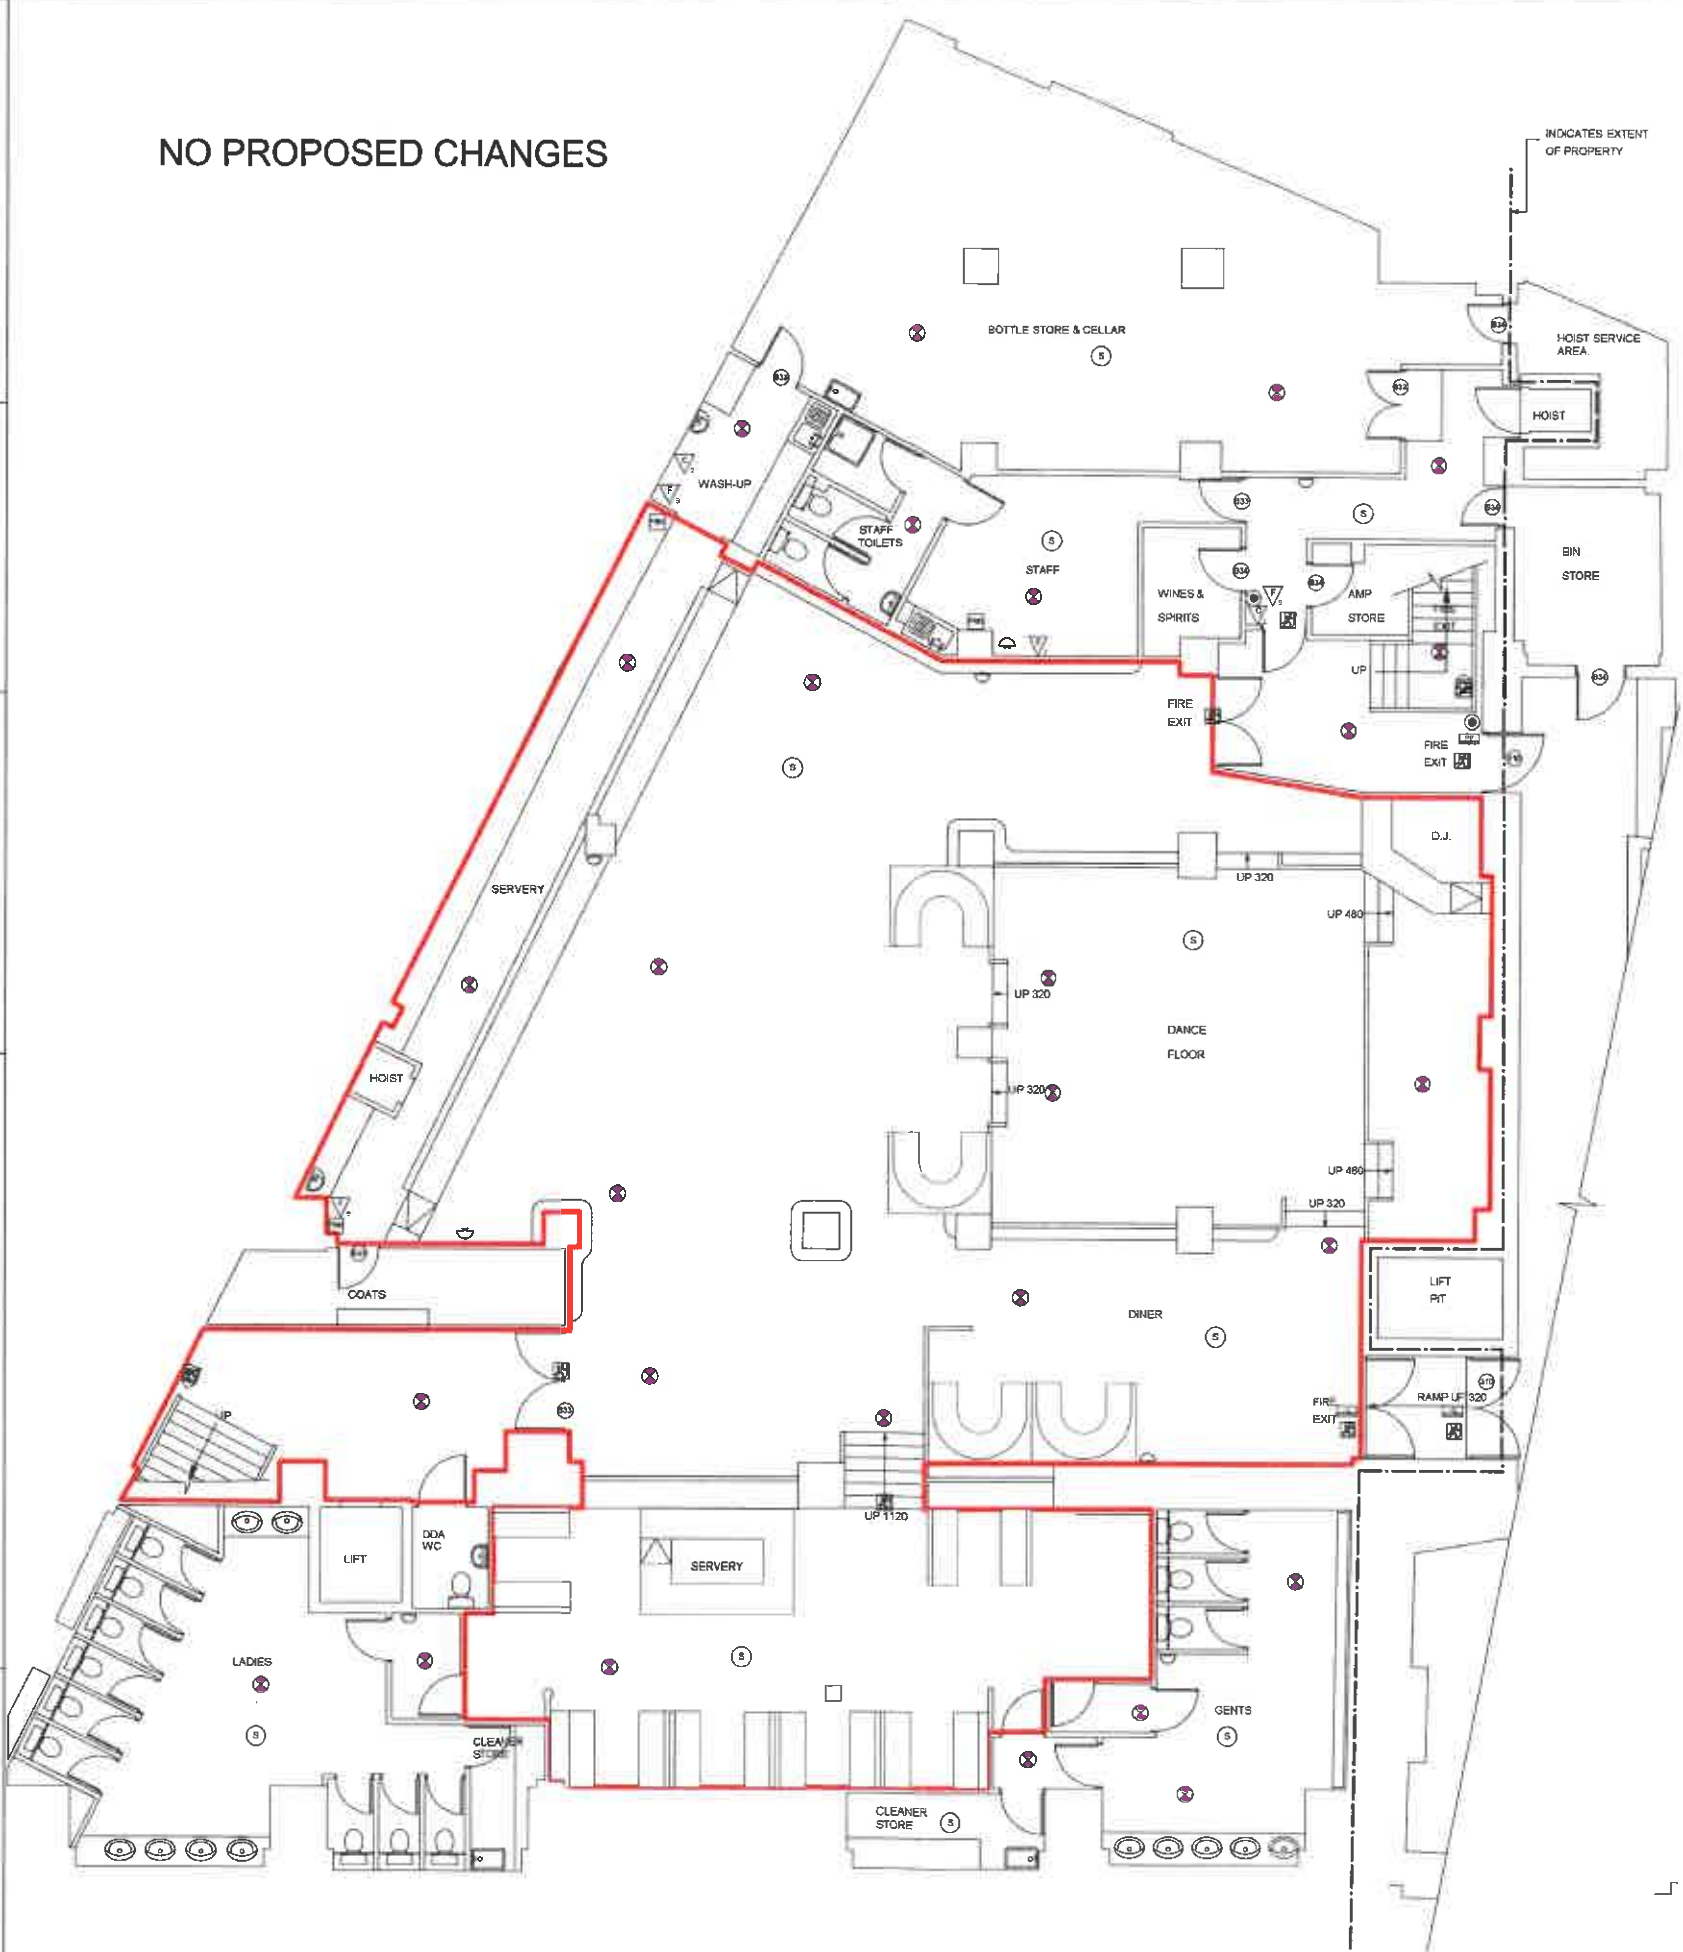 NO PROPOSED CHANGES
INDICATES EXTENT
OF PROPERTY
BOTTLE STORE & CELLAR
S
HOIST SERVICE
AREA.
HOIST
WASH-UP
STAFF
TOILETS
S
STAFF
S
WINES &
SPIRITS
AMP
STORE
BIN
STORE
EXIT
UP
FIRE
EXIT
FIRE
EXIT
S
D.J.
UP 320
SERVERY
UP 480
S
UP 320
DANCE
FLOOR
HOIST
UP 320
UP 480
UP 320
COATS
LIFT
PIT
DINER
S
RAMP UP 320
EXIT
UP 1120
DDA
WC
LIFT
SERVERY
LADIES
S
S
GENTS
S
CLEANER
STORE
CLEANER
STORE
S